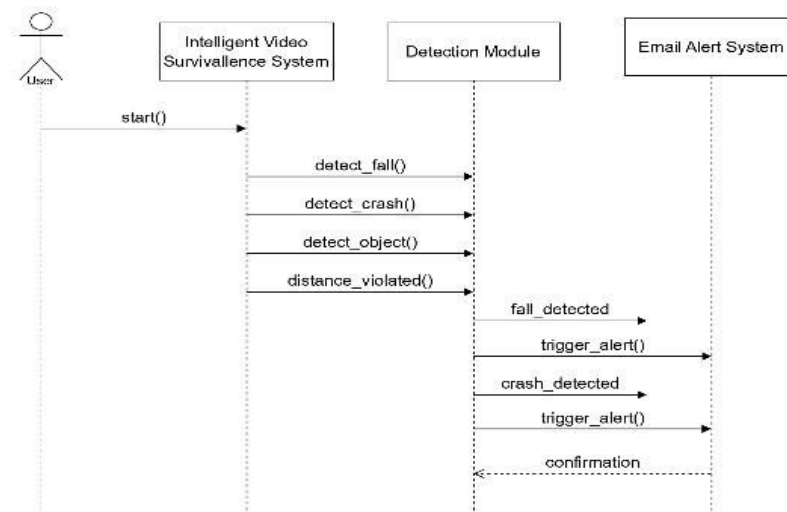 Intelligent Video
Survivallence System
Detection Module
Email Alert System
User
start()
detect_fall()
detect_crash()
detect_object()
distance_violated()
fall_detected
trigger_alert()
crash_detected
trigger_alert()
confirmation